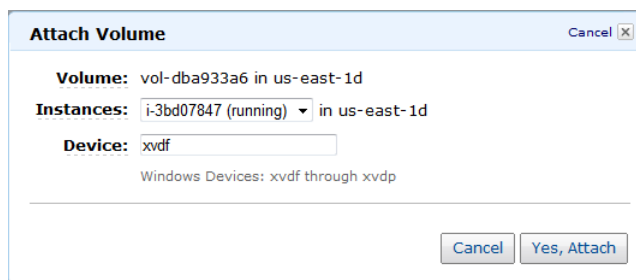 Attach Volume Cancel
Volume: vol-dba933a6 in us-east-1d
Instances: i-3bd07847 (running) in us-east-1d
Device: xvdf
Windows Devices: xvdf through xvdp
Cancel Yes, Attach